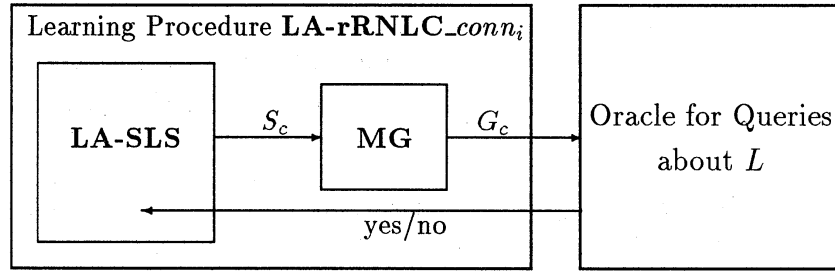 Learning Procedure LA-rRNLC_conn_i
LA-SLS
S_c
MG
G_c
yes/no
Oracle for Queries
about L